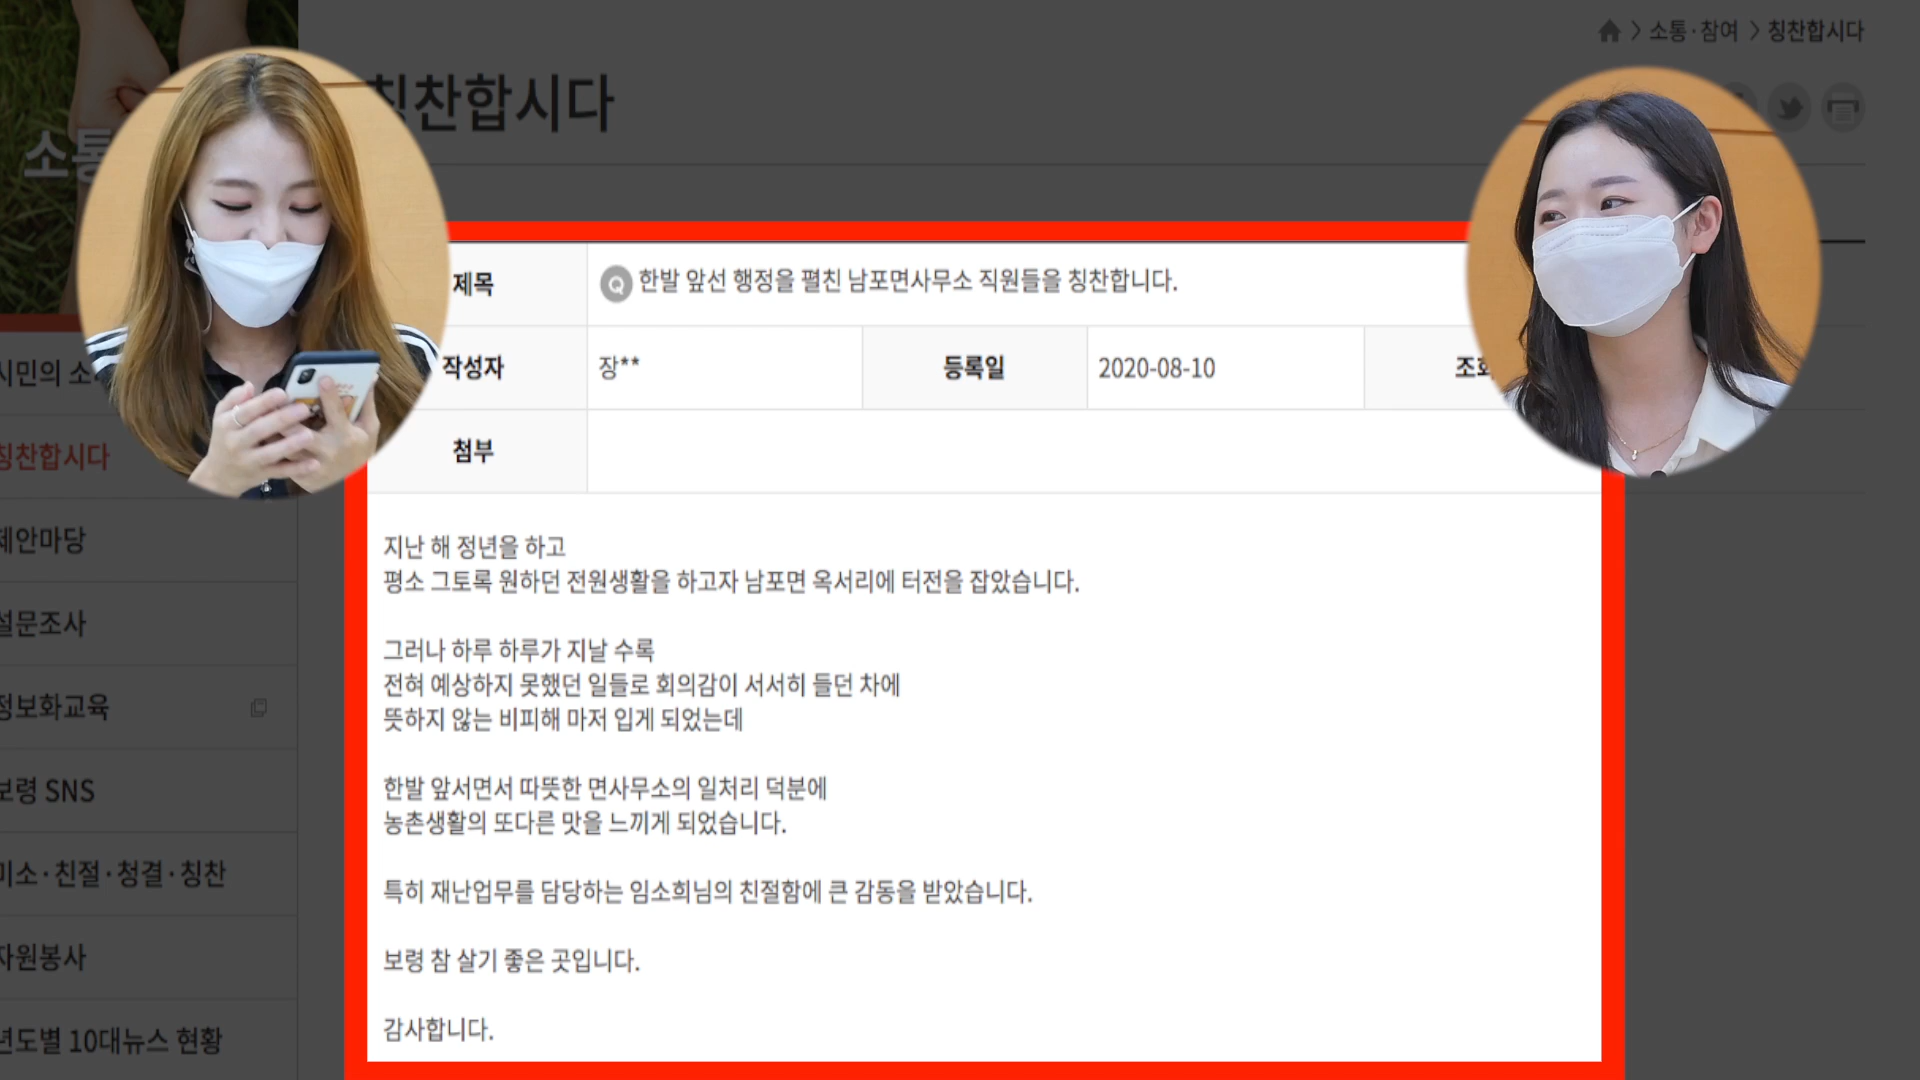 소통·참여 > 칭찬합시다
칭찬합시다
소통
시민의 소
칭찬합시다
제안마당
설문조사
정보화교육
보령 SNS
미소·친절·청결·칭찬
자원봉사
년도별 10대뉴스 현황
제목
Q 한발 앞선 행정을 펼친 남포면사무소 직원들을 칭찬합니다.
작성자 장** 등록일 2020-08-10 조회
첨부
지난 해 정년을 하고
평소 그토록 원하던 전원생활을 하고자 남포면 옥서리에 터전을 잡았습니다.
그러나 하루 하루가 지날 수록
전혀 예상하지 못했던 일들로 회의감이 서서히 들던 차에
뜻하지 않는 비피해 마저 입게 되었는데
한발 앞서면서 따뜻한 면사무소의 일처리 덕분에
농촌생활의 또다른 맛을 느끼게 되었습니다.
특히 재난업무를 담당하는 임소희님의 친절함에 큰 감동을 받았습니다.
보령 참 살기 좋은 곳입니다.
감사합니다.